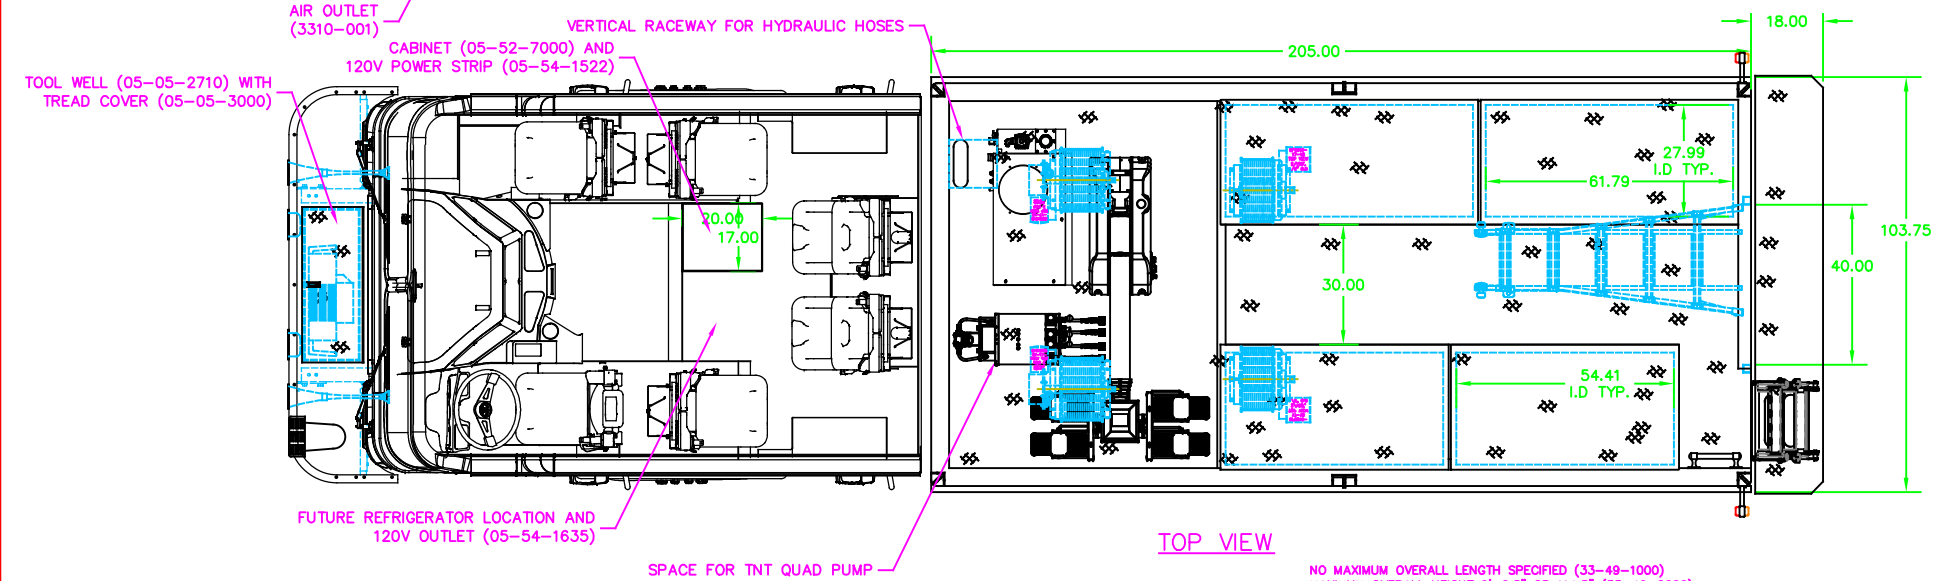 AIR OUTLET
(3310-001)
VERTICAL RACEWAY FOR HYDRAULIC HOSES
CABINET (05-52-7000) AND
120V POWER STRIP (05-54-1522)
TOOL WELL (05-05-2710) WITH
TREAD COVER (05-05-3000)
205.00
18.00
27.99
I.D TYP.
61.79
20.00
17.00
103.75
40.00
30.00
54.41
I.D TYP.
FUTURE REFRIGERATOR LOCATION AND
120V OUTLET (05-54-1635)
SPACE FOR TNT QUAD PUMP
TOP VIEW
NO MAXIMUM OVERALL LENGTH SPECIFIED (33-49-1000)